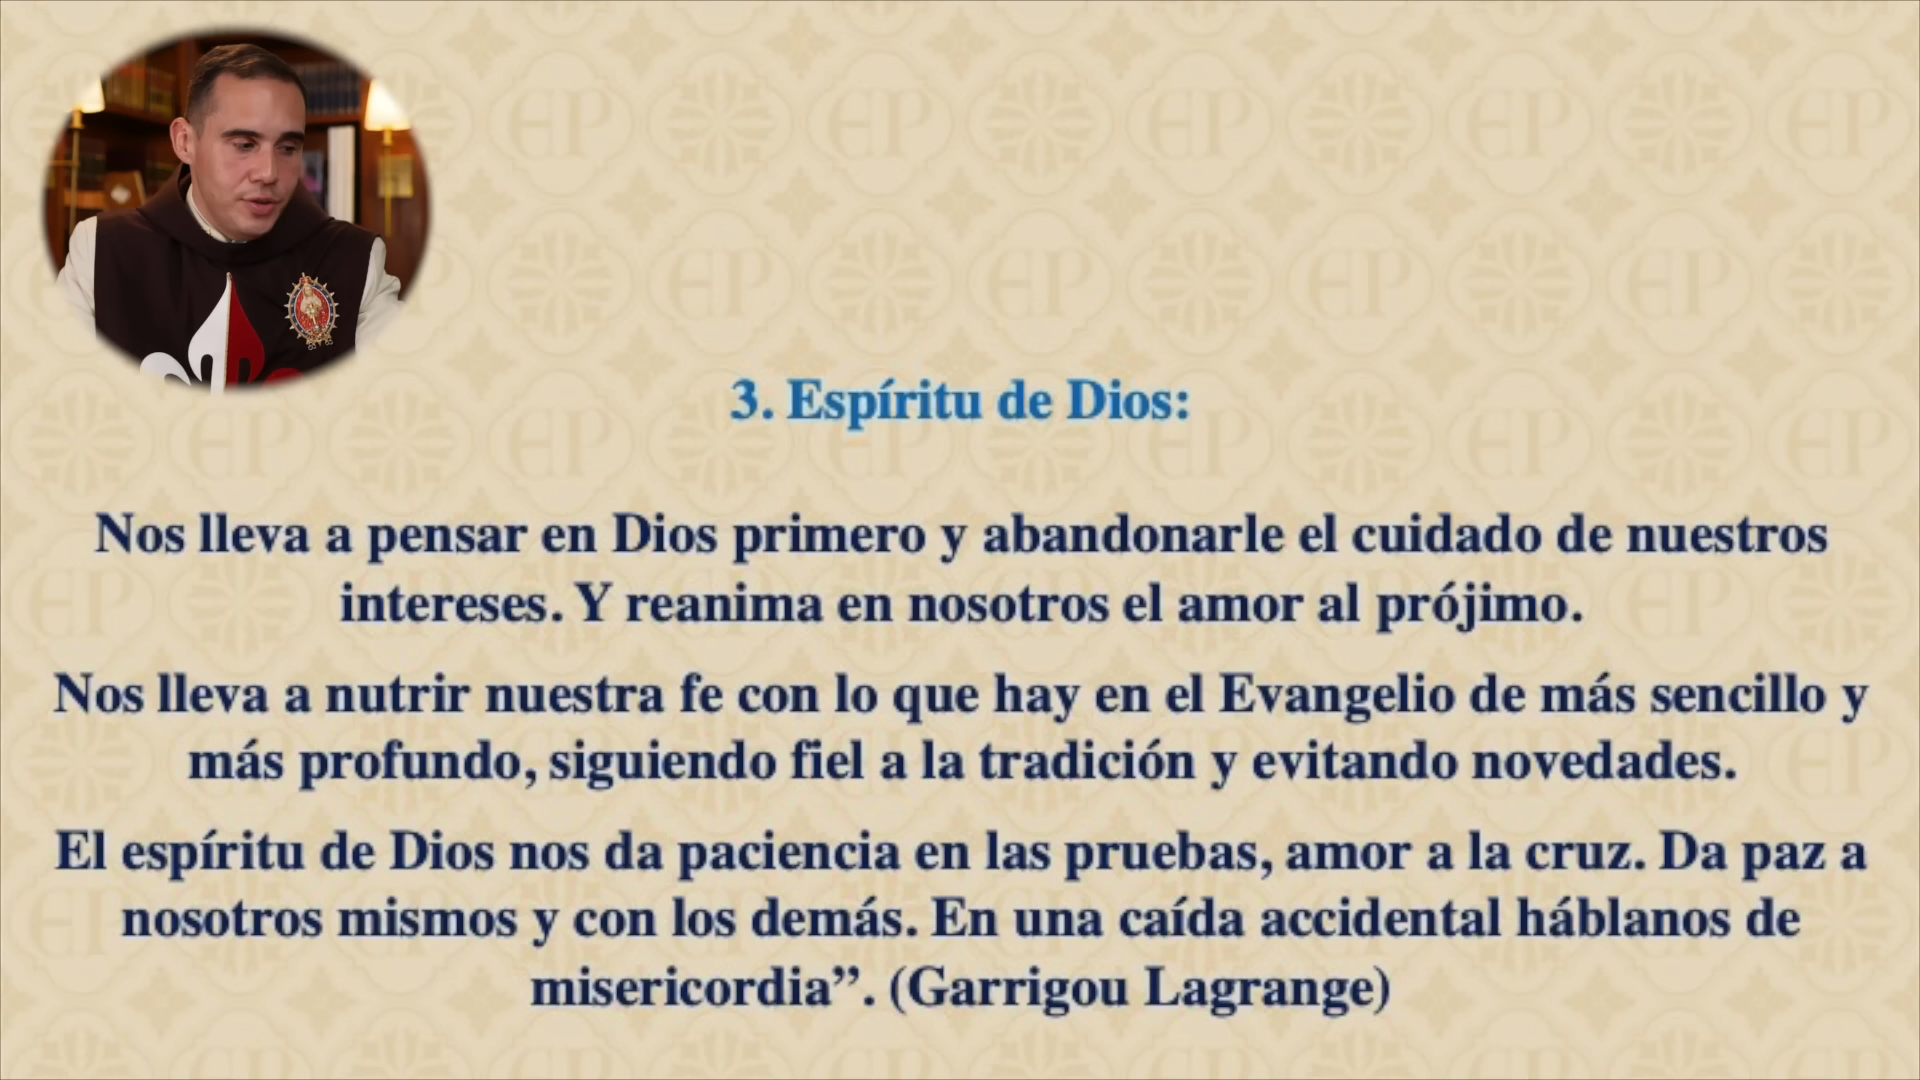 3. Espíritu de Dios:
Nos lleva a pensar en Dios primero y abandonarle el cuidado de nuestros
intereses. Y reanima en nosotros el amor al prójimo.
Nos lleva a nutrir nuestra fe con lo que hay en el Evangelio de más sencillo y
más profundo, siguiendo fiel a la tradición y evitando novedades.
El espíritu de Dios nos da paciencia en las pruebas, amor a la cruz. Da paz a
nosotros mismos y con los demás. En una caída accidental háblanos de
misericordia”. (Garrigou Lagrange)